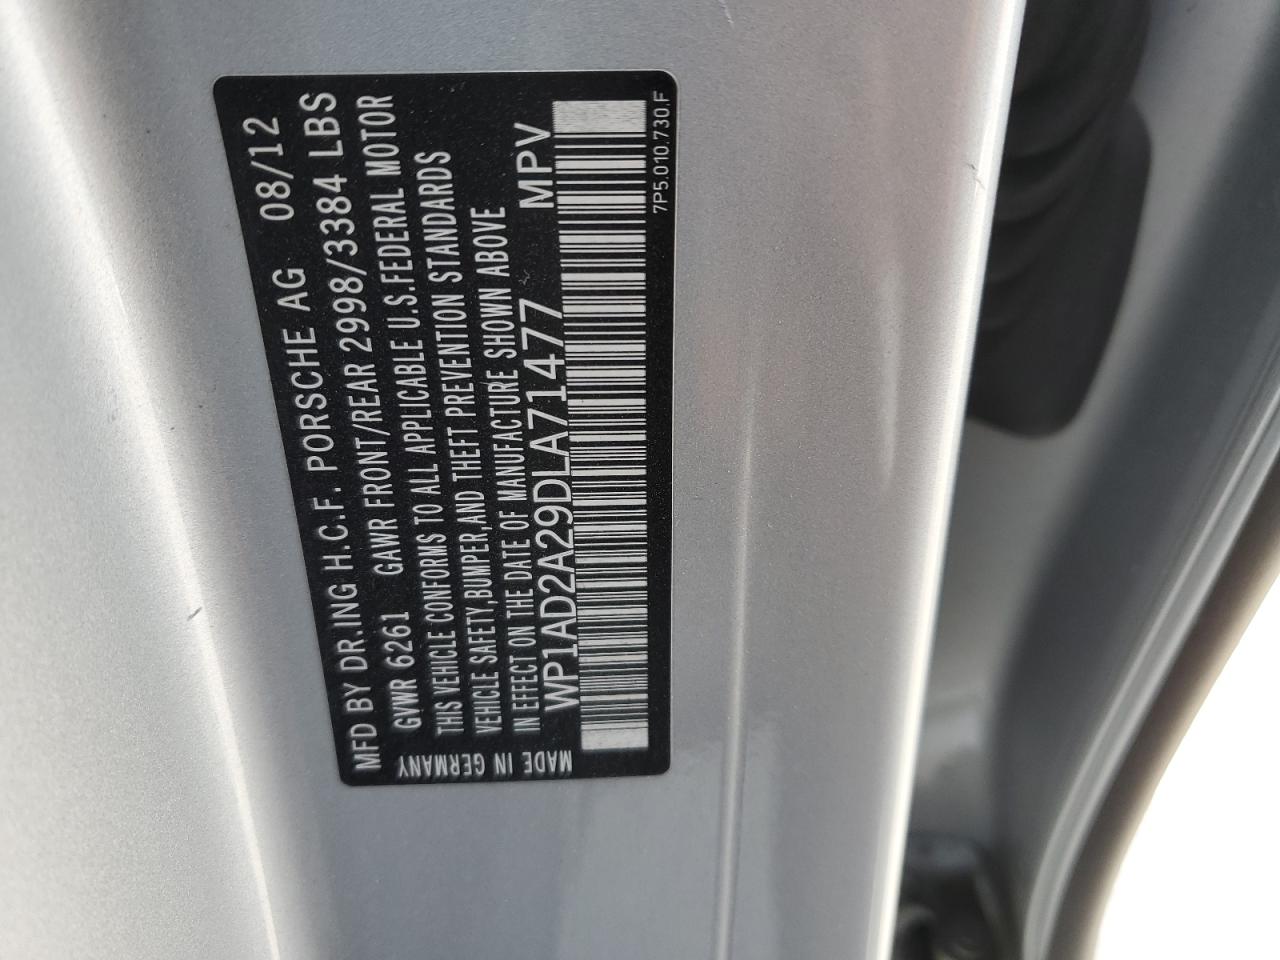 MFD BY DR.ING H.C.F. PORSCHE AG 08/12
GVWR 6261 GAWR FRONT/REAR 2998/3384 LBS
THIS VEHICLE CONFORMS TO ALL APPLICABLE U.S.FEDERAL MOTOR
VEHICLE SAFETY,BUMPER,AND THEFT PREVENTION STANDARDS
IN EFFECT ON THE DATE OF MANUFACTURE SHOWN ABOVE
WP1AD2A29DLA71477 MPV
7P5.010.730.F
MADE IN GERMANY